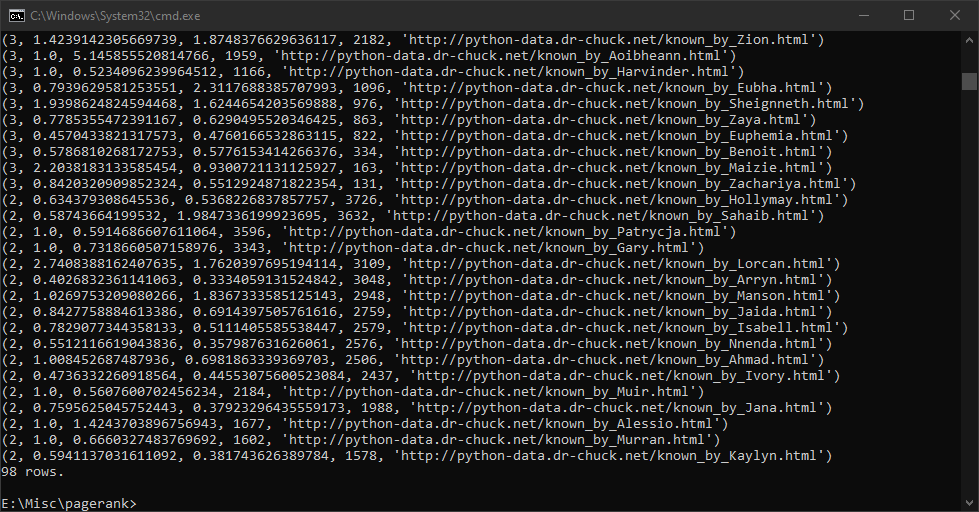 C:\Windows\System32\cmd.exe
(3, 1.4239142305669739, 1.8748376629636117, 2182, 'http://python-data.dr-chuck.net/known_by_Zion.html')
(3, 1.0, 5.145855520814766, 1959, 'http://python-data.dr-chuck.net/known_by_Aoibheann.html')
(3, 1.0, 0.5234096239964512, 1166, 'http://python-data.dr-chuck.net/known_by_Harvinder.html')
(3, 0.7939629581253551, 2.3117688385707993, 1096, 'http://python-data.dr-chuck.net/known_by_Eubha.html')
(3, 1.9398624824594468, 1.6244654203569888, 976, 'http://python-data.dr-chuck.net/known_by_Sheignneth.html')
(3, 0.7785355472391167, 0.6290495520346425, 863, 'http://python-data.dr-chuck.net/known_by_Zaya.html')
(3, 0.4570433821317573, 0.4760166532863115, 822, 'http://python-data.dr-chuck.net/known_by_Euphemia.html')
(3, 0.5786810268172753, 0.5776153414266376, 334, 'http://python-data.dr-chuck.net/known_by_Benoit.html')
(3, 2.2038183133585454, 0.9300721131125927, 163, 'http://python-data.dr-chuck.net/known_by_Maizie.html')
(3, 0.8420320909852324, 0.5512924871822354, 131, 'http://python-data.dr-chuck.net/known_by_Zachariya.html')
(2, 0.634379308645536, 0.5368226837857757, 3726, 'http://python-data.dr-chuck.net/known_by_Hollymay.html')
(2, 0.58743664199532, 1.9847336199923695, 3632, 'http://python-data.dr-chuck.net/known_by_Sahaib.html')
(2, 1.0, 0.5914686607611064, 3596, 'http://python-data.dr-chuck.net/known_by_Patrycja.html')
(2, 1.0, 0.7318660507158976, 3343, 'http://python-data.dr-chuck.net/known_by_Gary.html')
(2, 2.7408388162407635, 1.7620397695194114, 3109, 'http://python-data.dr-chuck.net/known_by_Lorcan.html')
(2, 0.4026832361141063, 0.3334059131524842, 3048, 'http://python-data.dr-chuck.net/known_by_Arryn.html')
(2, 1.0269753209080266, 1.8367333585125143, 2948, 'http://python-data.dr-chuck.net/known_by_Manson.html')
(2, 0.8427758884613386, 0.6914397505761616, 2759, 'http://python-data.dr-chuck.net/known_by_Jaida.html')
(2, 0.7829077344358133, 0.5111405585538447, 2579, 'http://python-data.dr-chuck.net/known_by_Isabell.html')
(2, 0.5512116619043836, 0.357987631626061, 2576, 'http://python-data.dr-chuck.net/known_by_Nnenda.html')
(2, 1.008452687487936, 0.6981863339369703, 2506, 'http://python-data.dr-chuck.net/known_by_Ahmad.html')
(2, 0.4736332260918564, 0.44553075600523084, 2437, 'http://python-data.dr-chuck.net/known_by_Ivory.html')
(2, 1.0, 0.5607600702456234, 2184, 'http://python-data.dr-chuck.net/known_by_Muir.html')
(2, 0.7595625045752443, 0.37923296435559173, 1988, 'http://python-data.dr-chuck.net/known_by_Jana.html')
(2, 1.0, 1.4243703896756943, 1677, 'http://python-data.dr-chuck.net/known_by_Alessio.html')
(2, 1.0, 0.6660327483769692, 1602, 'http://python-data.dr-chuck.net/known_by_Murran.html')
(2, 0.5941137031611092, 0.381743626389784, 1578, 'http://python-data.dr-chuck.net/known_by_Kaylyn.html')
98 rows.
E:\Misc\pagerank>